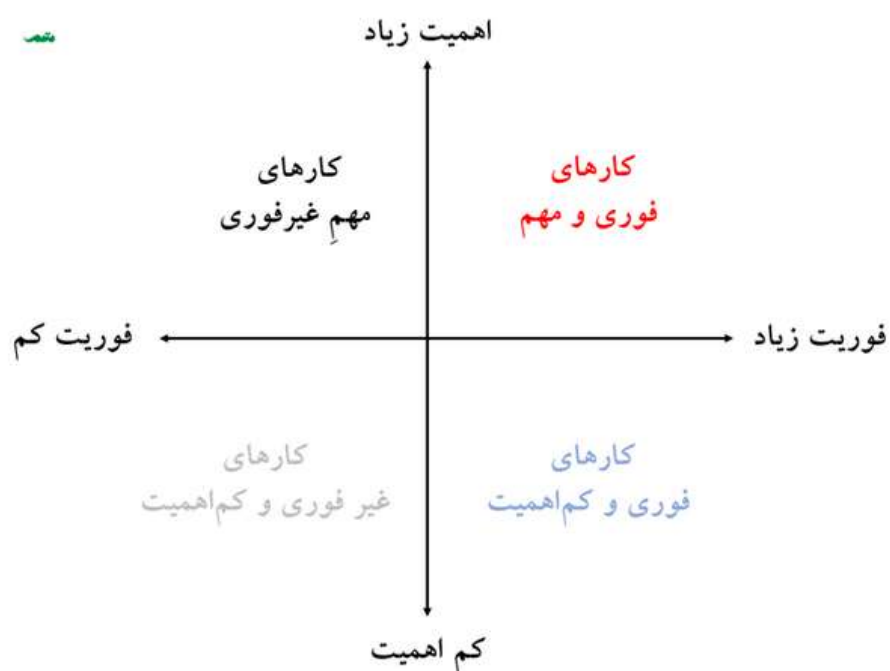 اهمیت زیاد
کارهای
فوری و مهم
کارهای
مهمِ غیرفوری
فوریت زیاد
فوریت کم
کارهای
فوری و کم‌اهمیت
کارهای
غیر فوری و کم‌اهمیت
کم اهمیت